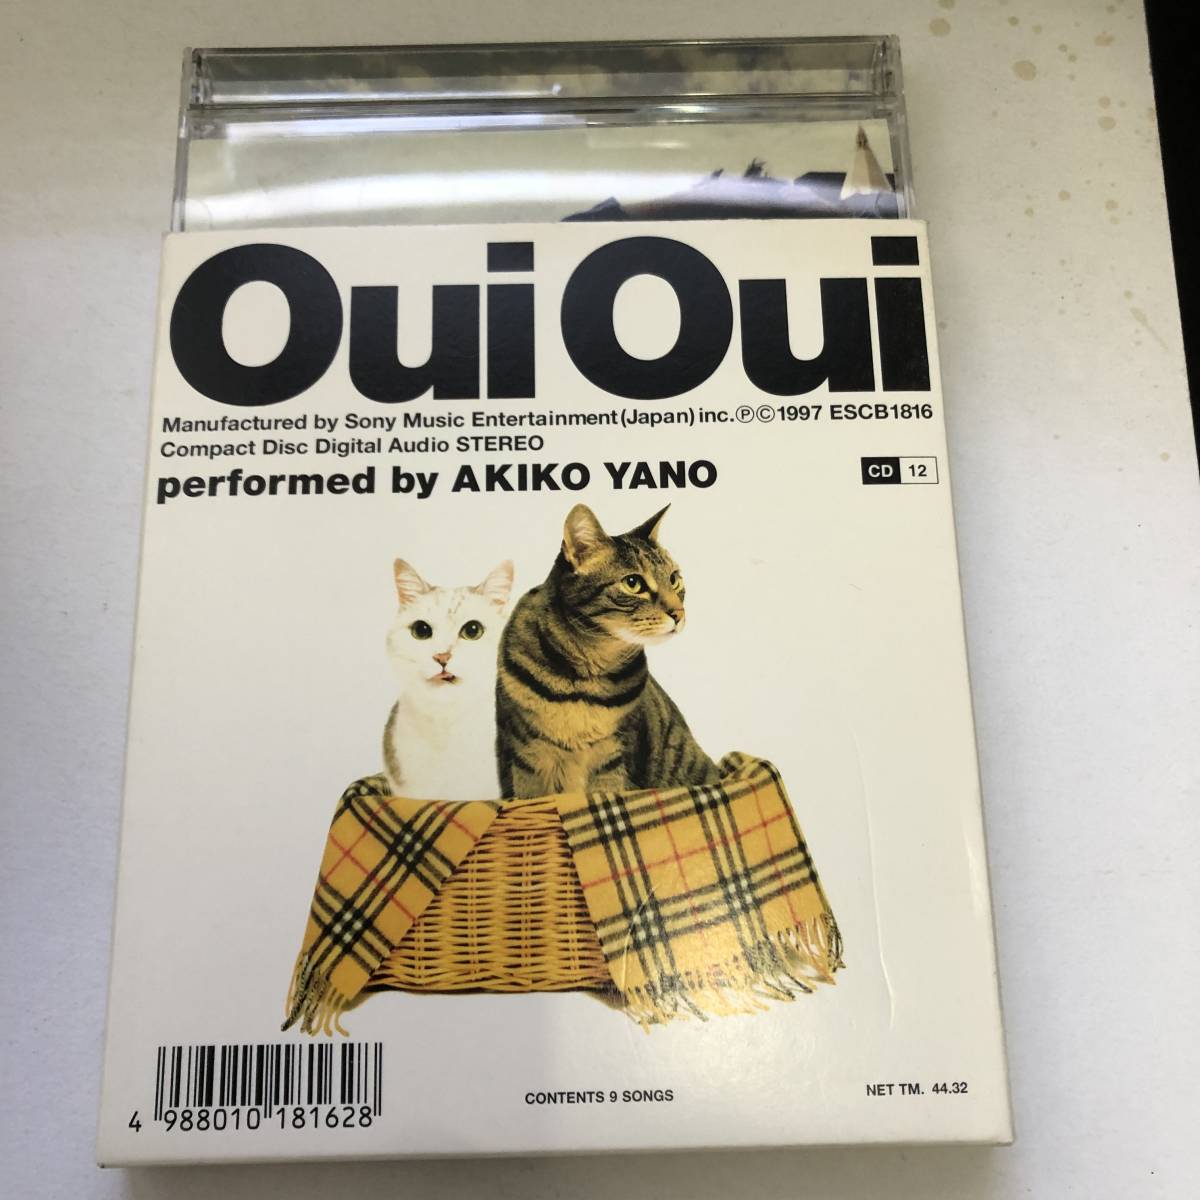 Oui Oui
Manufactured by Sony Music Entertainment (Japan) inc.ⓅⒸ1997 ESCB1816
Compact Disc Digital Audio STEREO
performed by AKIKO YANO
CD 12
4 988010 181628
CONTENTS 9 SONGS
NET TM. 44.32